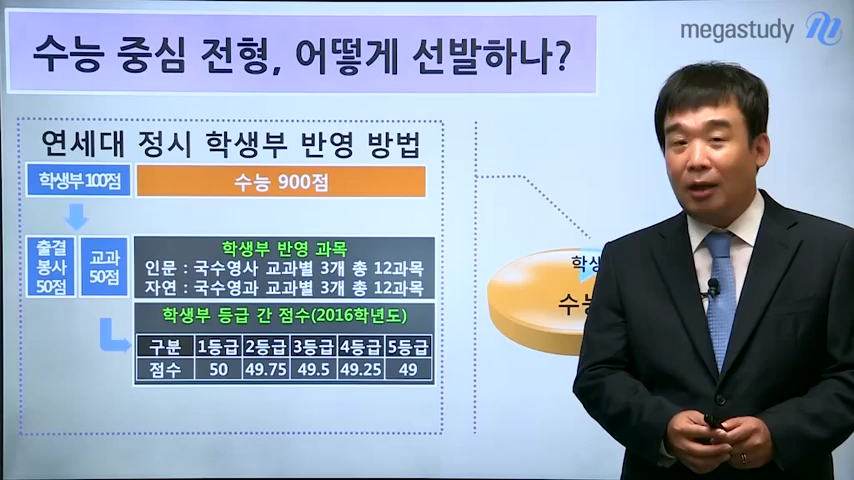 수능 중심 전형, 어떻게 선발하나?
megastudy
연세대 정시 학생부 반영 방법
학생부 100점
수능 900점
출결
봉사
50점
교과
50점
학생부 반영 과목
인문 : 국수영사 교과별 3개 총 12과목
자연 : 국수영과 교과별 3개 총 12과목
학생부 등급 간 점수(2016학년도)
구분 1등급 2등급 3등급 4등급 5등급
점수 50 49.75 49.5 49.25 49